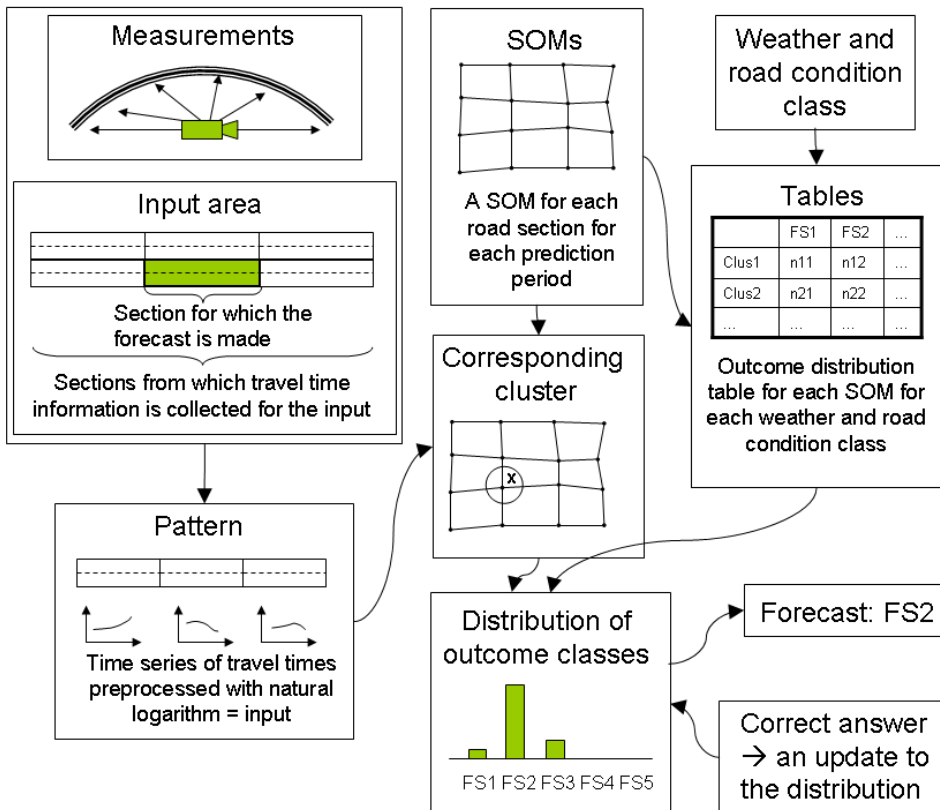 Measurements
Input area
Section for which the
forecast is made
Sections from which travel time
information is collected for the input
Pattern
Time series of travel times
preprocessed with natural
logarithm = input
SOMs
A SOM for each
road section for
each prediction
period
Corresponding
cluster
x
Distribution of
outcome classes
FS1 FS2 FS3 FS4 FS5
Weather and
road condition
class
Tables
FS1 FS2 ...
Clus1 n11 n12 ...
Clus2 n21 n22 ...
... ... ... ...
Outcome distribution
table for each SOM for
each weather and road
condition class
Forecast: FS2
Correct answer
→ an update to
the distribution